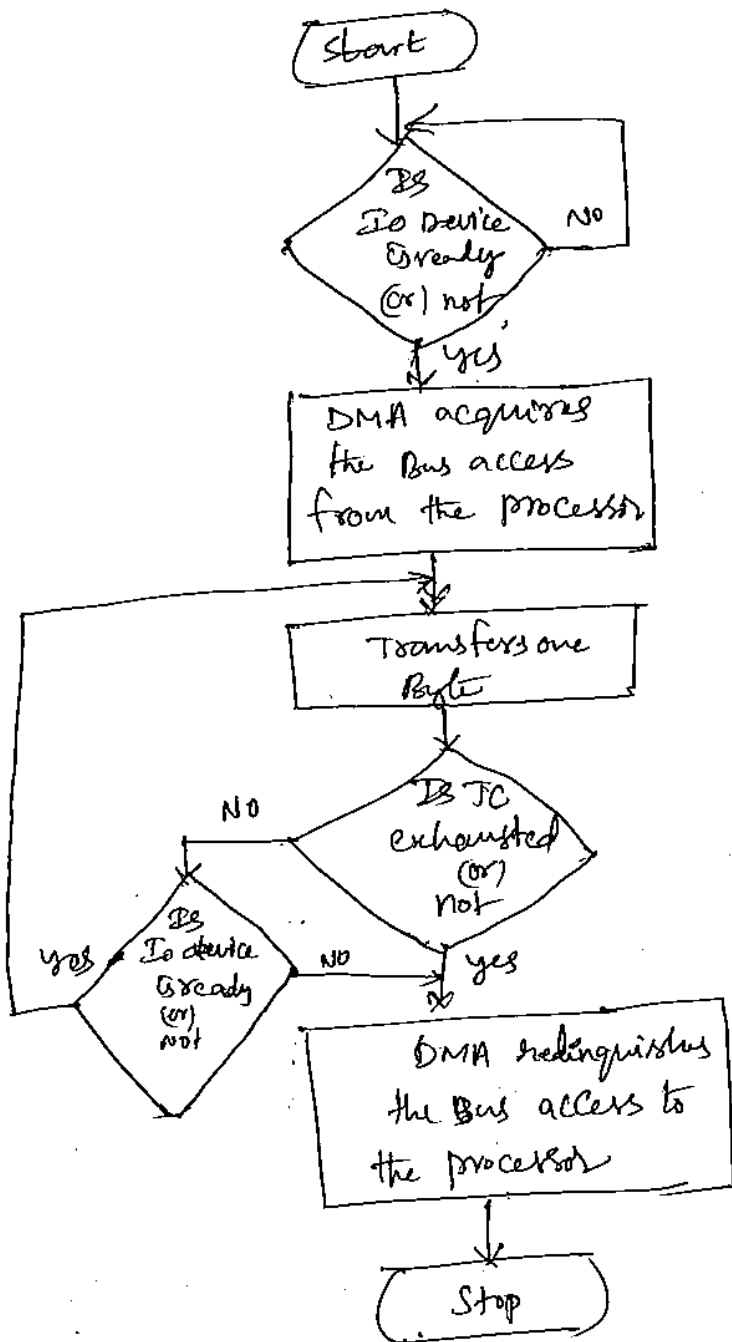 Start
Is
Io Device
is ready
(or) not
NO
yes
DMA acquires
the Bus access
from the processor
Transfers one
Byte
Is TC
exhausted
(or)
not
NO
yes
Is
Io device
is ready
(or)
not
yes
NO
DMA relinquishes
the Bus access to
the processor
Stop